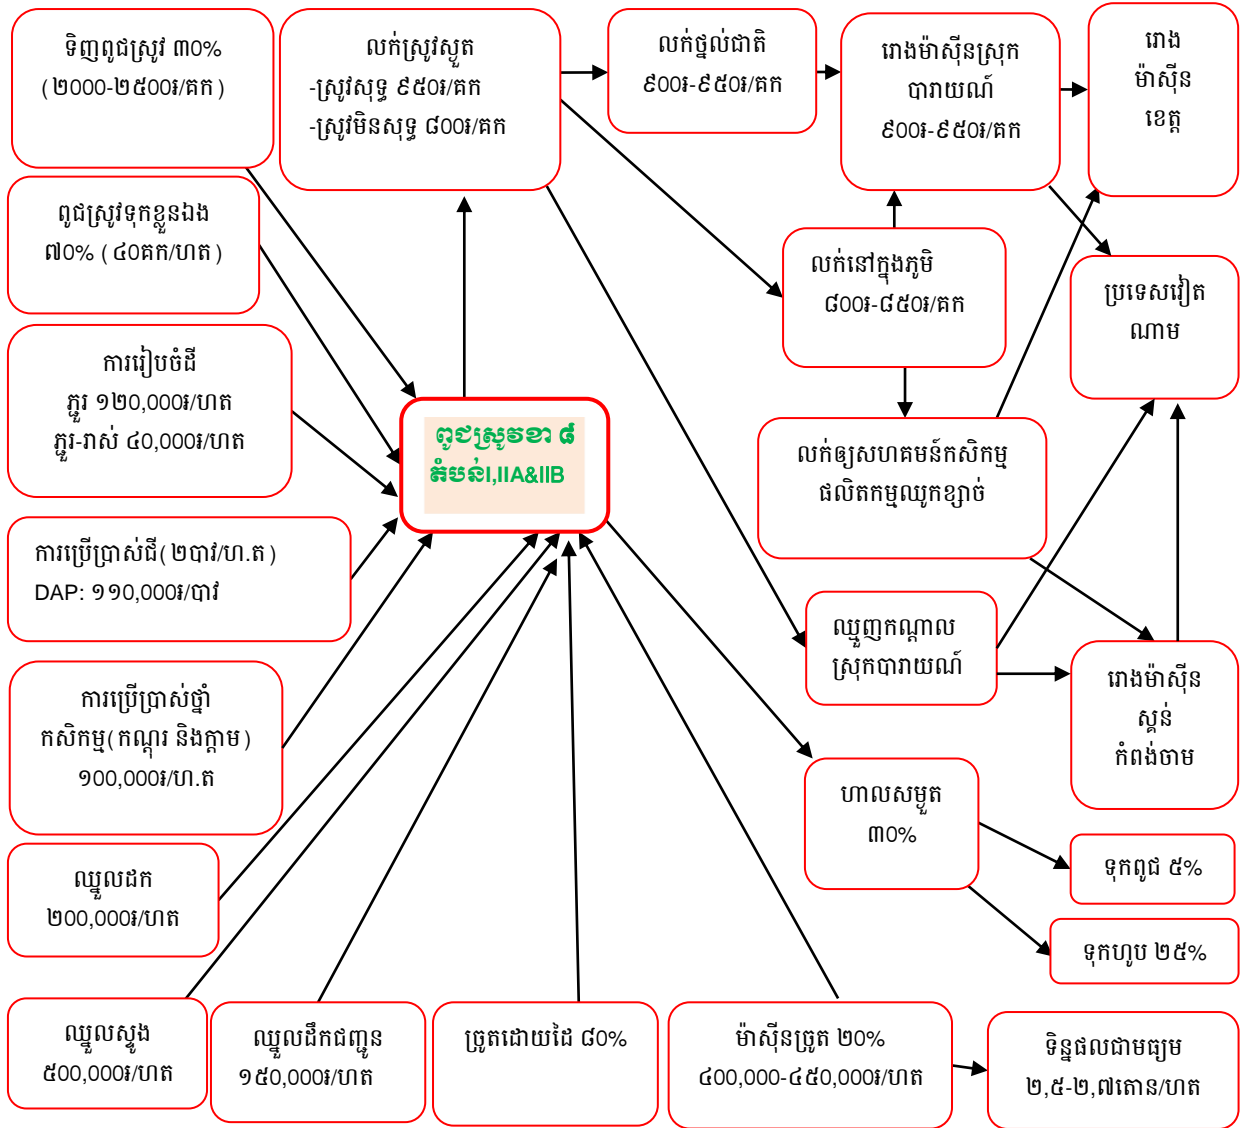 ទិញពូជស្រូវ ៣0%
(២000-២៥00៛/គក)
ពូជស្រូវទុកខ្លួនឯង
៧0% (៤0គក/ហត)
ការរៀបចំដី
ភ្ជួរ ១២0,000៛/ហត
ភ្ជួរ-រាស់ ៤0,000៛/ហត
ការប្រើប្រាស់ជី(២បាវ/ហ.ត)
DAP: ១១0,000៛/បាវ
ការប្រើប្រាស់ថ្នាំ
កសិកម្ម(កណ្តុរ និងក្តាម)
១00,000៛/ហ.ត
ឈ្នួលដក
២00,000៛/ហត
ឈ្នួលស្ទូង
៥00,000៛/ហត
ឈ្នួលដឹកជញ្ជូន
១៥0,000៛/ហត
ច្រូតដោយដៃ ៨0%
ម៉ាស៊ីនច្រូត ២0%
៤00,000-៤៥0,000៛/ហត
ទិន្នផលជាមធ្យម
២,៥-២,៧តោន/ហត
ពូជស្រូវខា ៨
តំបន់I,IIA&IIB
លក់ស្រូវស្ងួត
-ស្រូវសុទ្ធ ៩៥0៛/គក
-ស្រូវមិនសុទ្ធ ៨00៛/គក
លក់ថ្នល់ជាតិ
៩00៛-៩៥0៛/គក
រោងម៉ាស៊ីនស្រុក
បារាយណ៍
៩00៛-៩៥0៛/គក
រោង
ម៉ាស៊ីន
ខេត្ត
លក់នៅក្នុងភូមិ
៨00៛-៨៥0៛/គក
ប្រទេសវៀត
ណាម
លក់ឲ្យសហគមន៍កសិកម្ម
ផលិតកម្មឈូកខ្សាច់
ឈ្មួញកណ្តាល
ស្រុកបារាយណ៍
រោងម៉ាស៊ីន
ស្គន់
កំពង់ចាម
ហាលសម្ងួត
៣0%
ទុកពូជ ៥%
ទុកហូប ២៥%